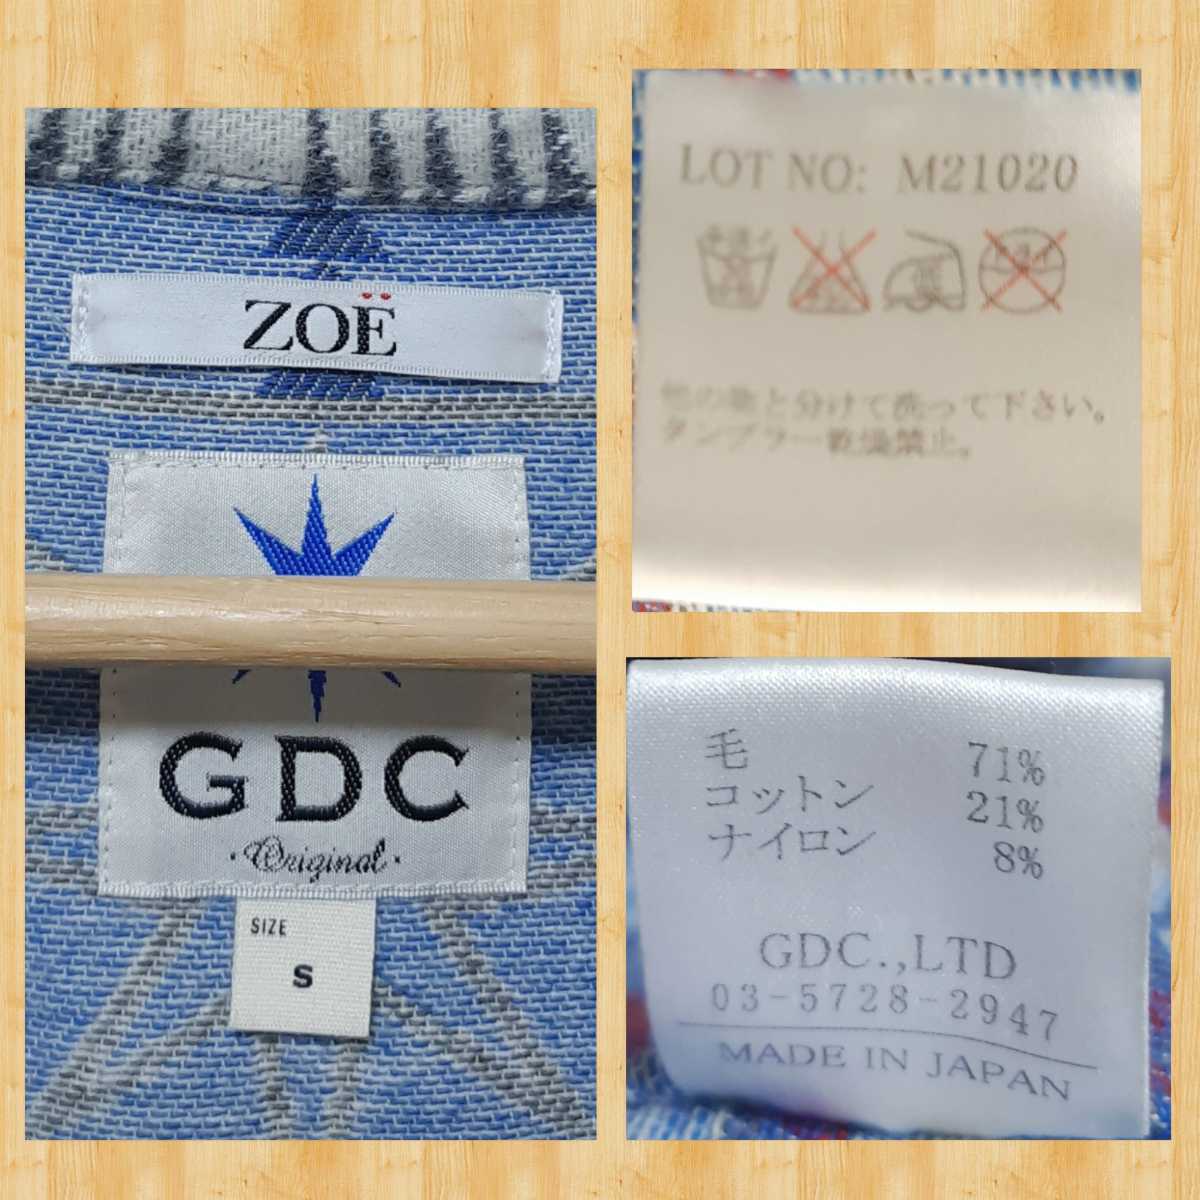 ZOË
GDC
Original
SIZE
S
LOT NO: M21020
他の物と分けて洗って下さい。
タンブラー乾燥禁止。
毛 71%
コットン 21%
ナイロン 8%
GDC.,LTD
03-5728-2947
MADE IN JAPAN